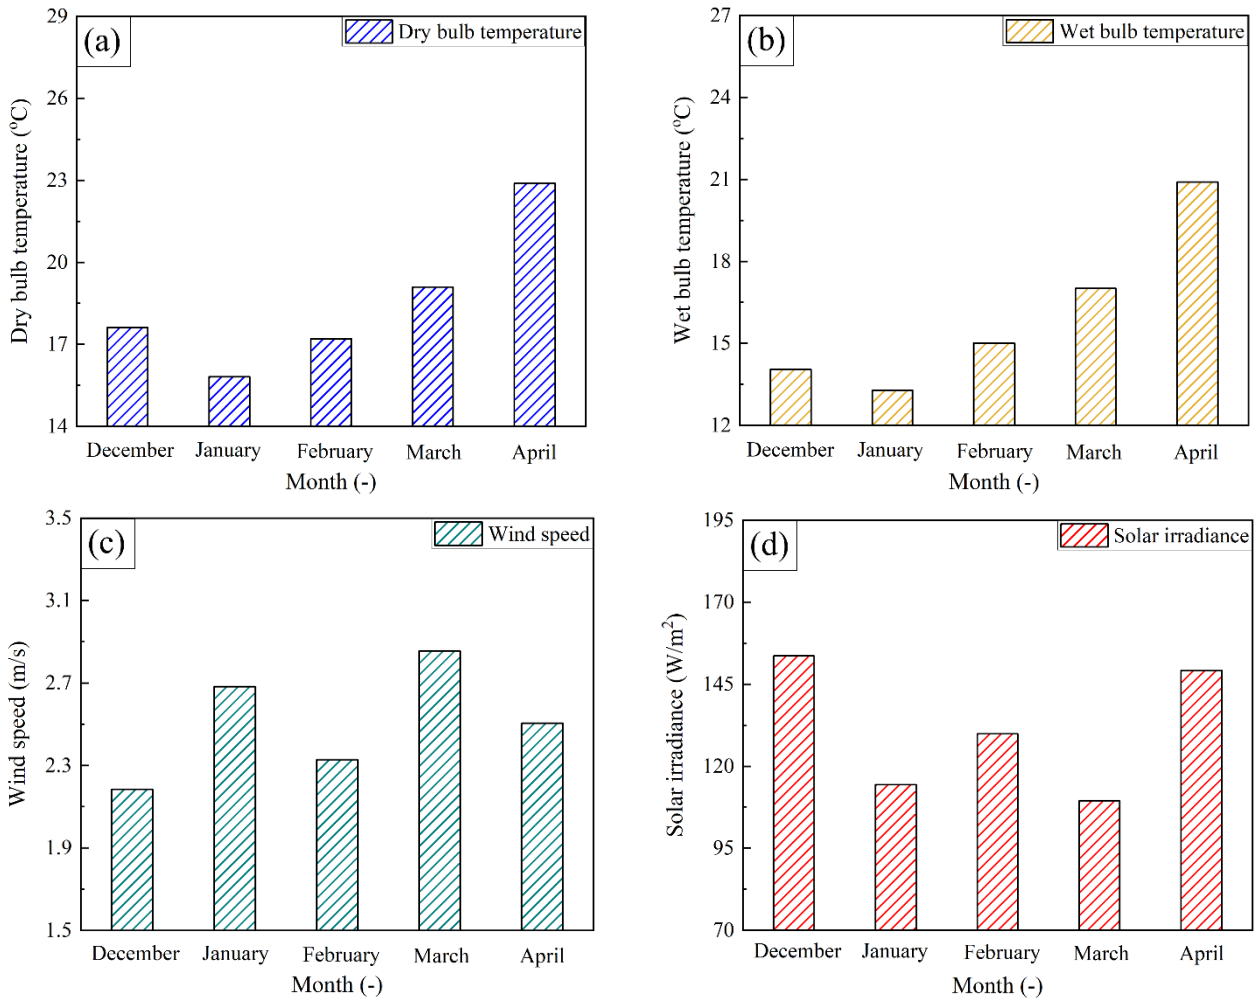 (a)
Dry bulb temperature
Dry bulb temperature (°C)
29
26
23
20
17
14
December January February March April
Month (-)
(b)
Wet bulb temperature
Wet bulb temperature (°C)
27
24
21
18
15
12
December January February March April
Month (-)
(c)
Wind speed
Wind speed (m/s)
3.5
3.1
2.7
2.3
1.9
1.5
December January February March April
Month (-)
(d)
Solar irradiance
Solar irradiance (W/m²)
195
170
145
120
95
70
December January February March April
Month (-)